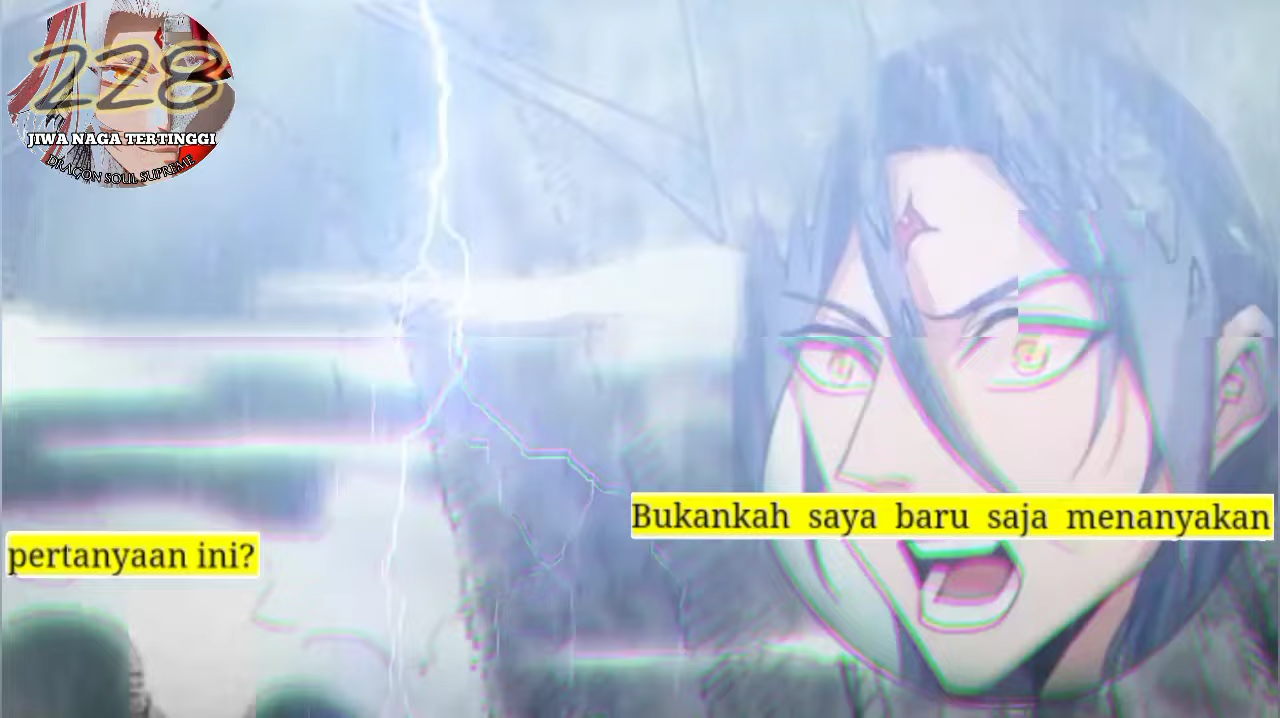 228
JIWA NAGA TERTINGGI
DRAGON SOUL SUPREME
Bukankah saya baru saja menanyakan
pertanyaan ini?